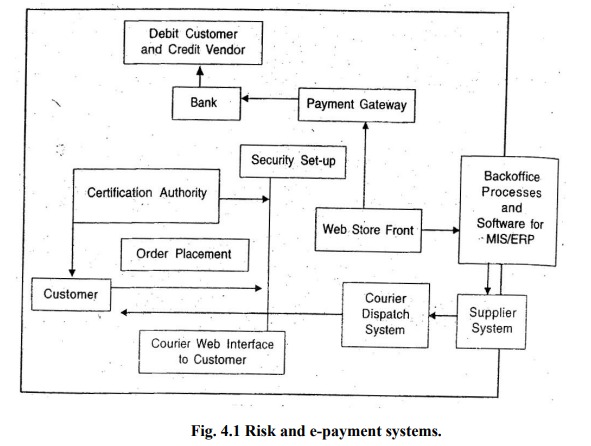 Debit Customer
and Credit Vendor
Bank
Payment Gateway
Security Set-up
Certification Authority
Backoffice
Processes
and
Software for
MIS/ERP
Web Store Front
Order Placement
Customer
Courier
Dispatch
System
Supplier
System
Courier Web Interface
to Customer
Fig. 4.1 Risk and e-payment systems.